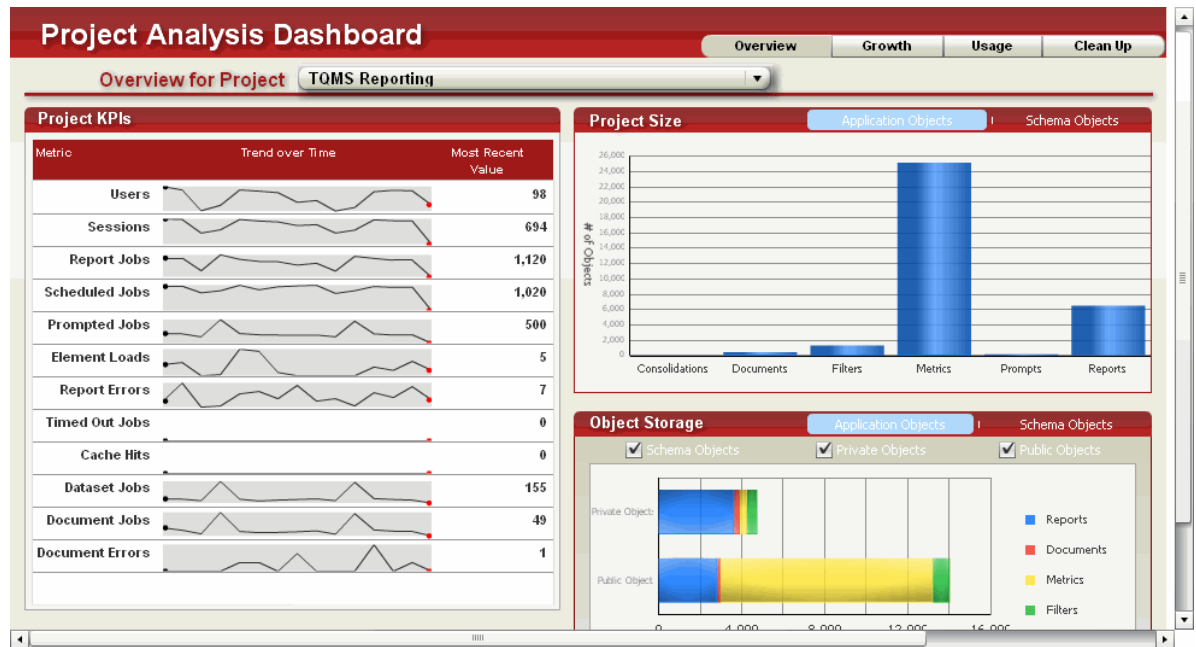 Project Analysis Dashboard
Overview Growth Usage Clean Up
Overview for Project TQMS Reporting
Project KPIs
Metric Trend over Time Most Recent Value
Users 98
Sessions 694
Report Jobs 1,120
Scheduled Jobs 1,020
Prompted Jobs 500
Element Loads 5
Report Errors 7
Timed Out Jobs 0
Cache Hits 0
Dataset Jobs 155
Document Jobs 49
Document Errors 1
Project Size Application Objects Schema Objects
# of Objects
26,000
24,000
22,000
20,000
18,000
16,000
14,000
12,000
10,000
8,000
6,000
4,000
2,000
0
Consolidations Documents Filters Metrics Prompts Reports
Object Storage Application Objects Schema Objects
Schema Objects Private Objects Public Objects
Private Object
Public Object
Reports
Documents
Metrics
Filters
0 4,000 8,000 12,000 16,000